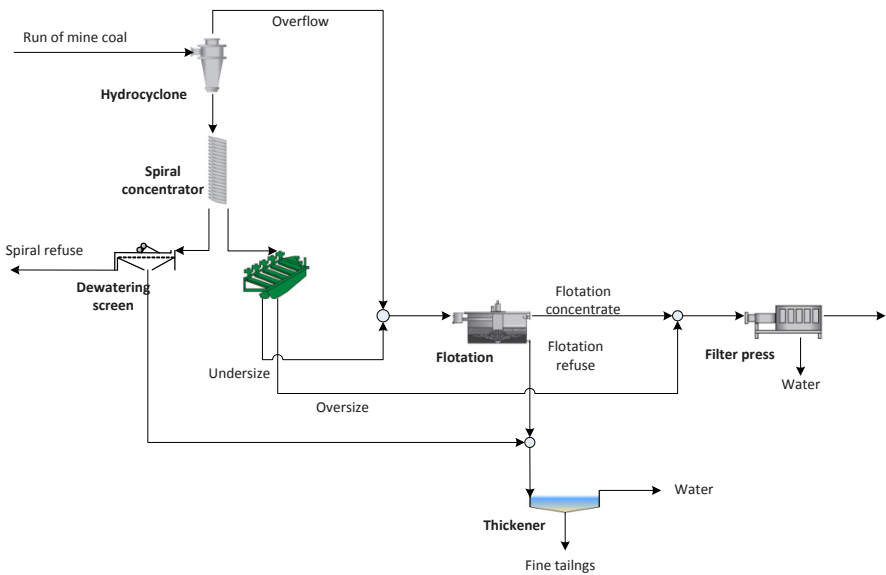 Overflow
Run of mine coal
Hydrocyclone
Spiral
concentrator
Spiral refuse
Dewatering
screen
Flotation
concentrate
Flotation
Flotation
refuse
Filter press
Undersize
Water
Oversize
Water
Thickener
Fine tailngs